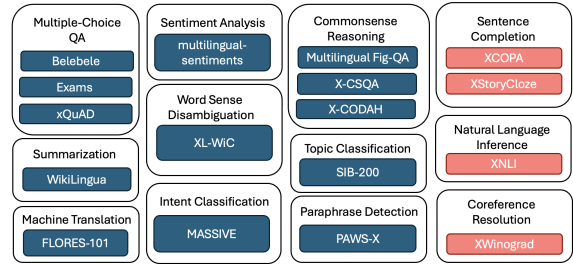 Multiple-Choice
QA
Belebele
Exams
xQuAD
Summarization
WikiLingua
Machine Translation
FLORES-101
Sentiment Analysis
multilingual-
sentiments
Word Sense
Disambiguation
XL-WiC
Intent Classification
MASSIVE
Commonsense
Reasoning
Multilingual Fig-QA
X-CSQA
X-CODAH
Topic Classification
SIB-200
Paraphrase Detection
PAWS-X
Sentence
Completion
XCOPA
XStoryCloze
Natural Language
Inference
XNLI
Coreference
Resolution
XWinograd